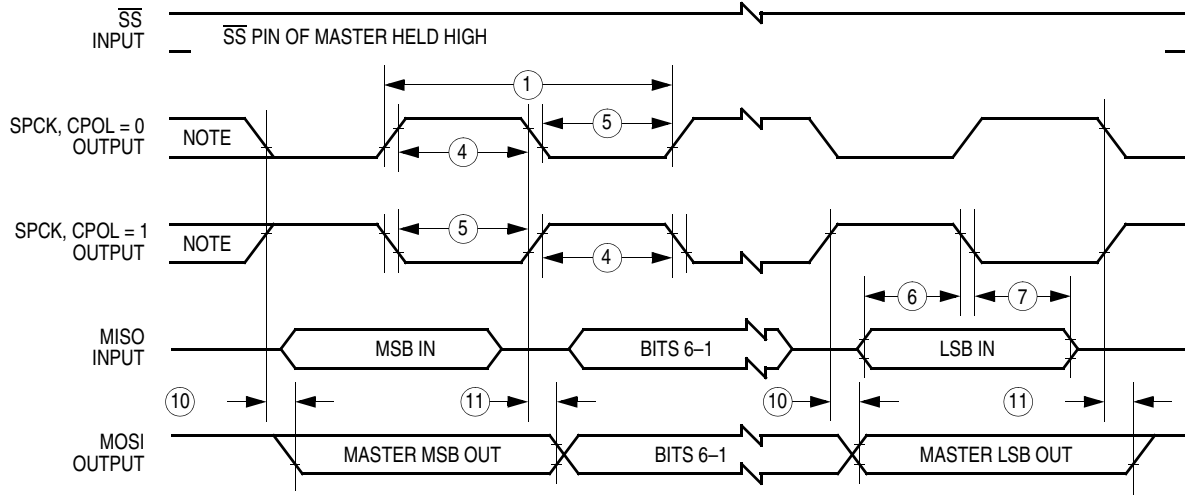 SS
INPUT
SS PIN OF MASTER HELD HIGH
1
SPCK, CPOL = 0
OUTPUT
NOTE
5
4
SPCK, CPOL = 1
OUTPUT
NOTE
5
4
6
7
MISO
INPUT
MSB IN
BITS 6–1
LSB IN
10
11
10
11
MOSI
OUTPUT
MASTER MSB OUT
BITS 6–1
MASTER LSB OUT